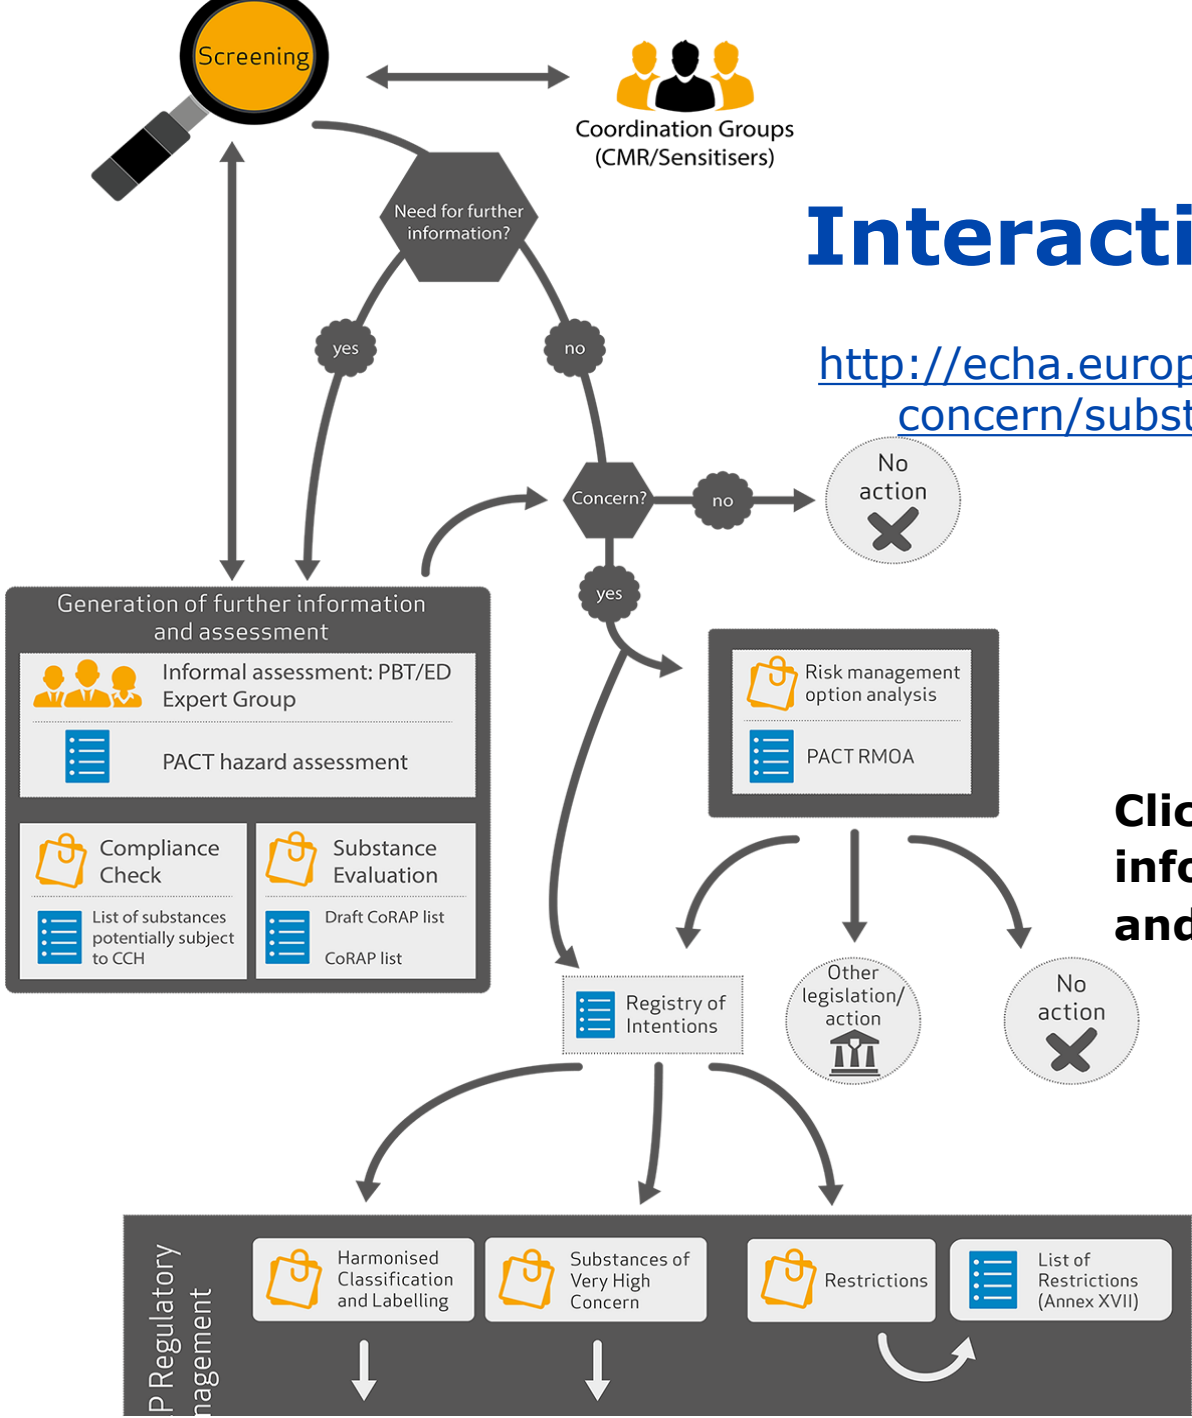 Screening
Coordination Groups
(CMR/Sensitisers)
Need for further
information?
Interacti
http://echa.europ
concern/subst
yes
no
No
action
Concern?
no
yes
Generation of further information
and assessment
Informal assessment: PBT/ED
Expert Group
PACT hazard assessment
Compliance
Check
List of substances
potentially subject
to CCH
Substance
Evaluation
Draft CoRAP list
CoRAP list
Risk management
option analysis
PACT RMOA
Clic
info
and
Registry of
Intentions
Other
legislation/
action
No
action
P Regulatory
nagement
Harmonised
Classification
and Labelling
Substances of
Very High
Concern
Restrictions
List of
Restrictions
(Annex XVII)